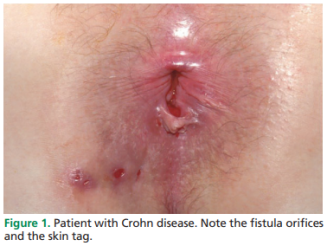 Figure 1. Patient with Crohn disease. Note the fistula orifices
and the skin tag.